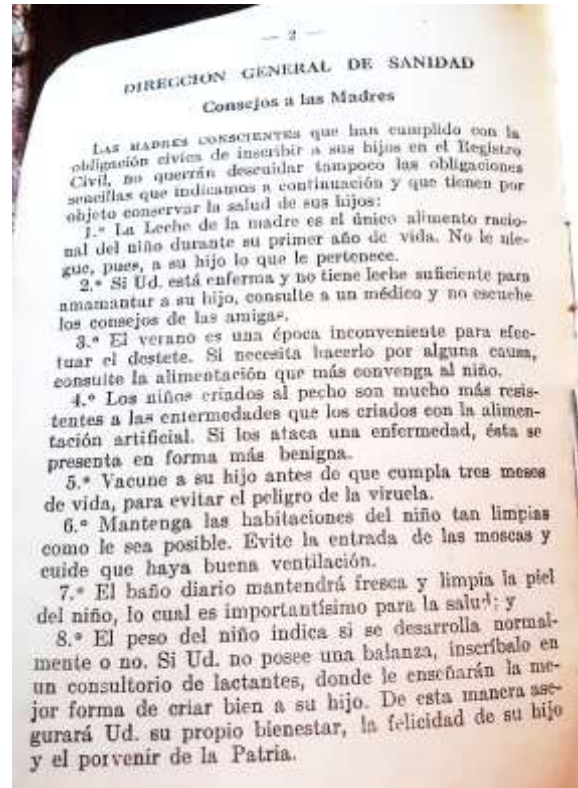 — 2 —
DIRECCION GENERAL DE SANIDAD
Consejos a las Madres
LAS MADRES CONSCIENTES que han cumplido con la
obligación cívica de inscribir a sus hijos en el Registro
Civil, no querrán descuidar tampoco las obligaciones
sencillas que indicamos a continuación y que tienen por
objeto conservar la salud de sus hijos:
1.° La Leche de la madre es el único alimento racio-
nal del niño durante su primer año de vida. No le nie-
gue, pues, a su hijo lo que le pertenece.
2.° Si Ud. está enferma y no tiene leche suficiente para
amamantar a su hijo, consulte a un médico y no escuche
los consejos de las amigas.
3.° El verano es una época inconveniente para efec-
tuar el destete. Si necesita hacerlo por alguna causa,
consulte la alimentación que más convenga al niño.
4.° Los niños criados al pecho son mucho más resis-
tentes a las enfermedades que los criados con la alimen-
tación artificial. Si los ataca una enfermedad, ésta se
presenta en forma más benigna.
5.° Vacune a su hijo antes de que cumpla tres meses
de vida, para evitar el peligro de la viruela.
6.° Mantenga las habitaciones del niño tan limpias
como le sea posible. Evite la entrada de las moscas y
cuide que haya buena ventilación.
7.° El baño diario mantendrá fresca y limpia la piel
del niño, lo cual es importantísimo para la salud; y
8.° El peso del niño indica si se desarrolla normal-
mente o no. Si Ud. no posee una balanza, inscríbalo en
un consultorio de lactantes, donde le enseñarán la me-
jor forma de criar bien a su hijo. De esta manera ase-
gurará Ud. su propio bienestar, la felicidad de su hijo
y el porvenir de la Patria.